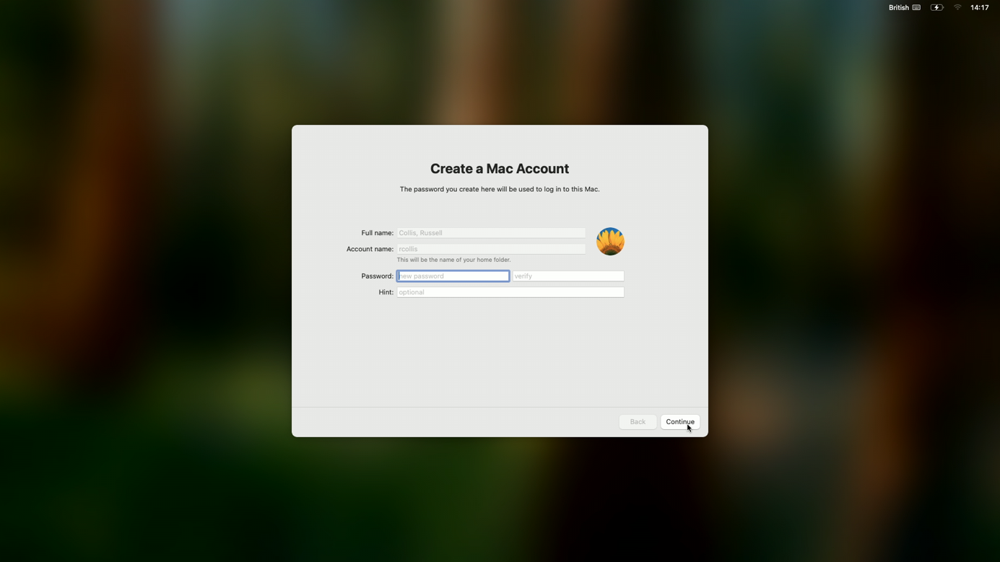 British 14:17
Create a Mac Account
The password you create here will be used to log in to this Mac.
Full name: Collis, Russell
Account name: rcollis
This will be the name of your home folder.
Password: new password verify
Hint: optional
Back Continue